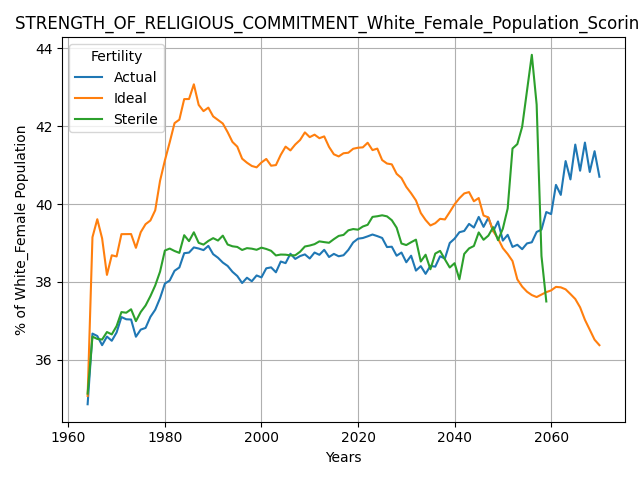 STRENGTH_OF_RELIGIOUS_COMMITMENT_White_Female_Population_Scorin
Fertility
Actual
Ideal
Sterile
% of White_Female Population
44
42
40
38
36
1960
1980
2000
2020
2040
2060
Years